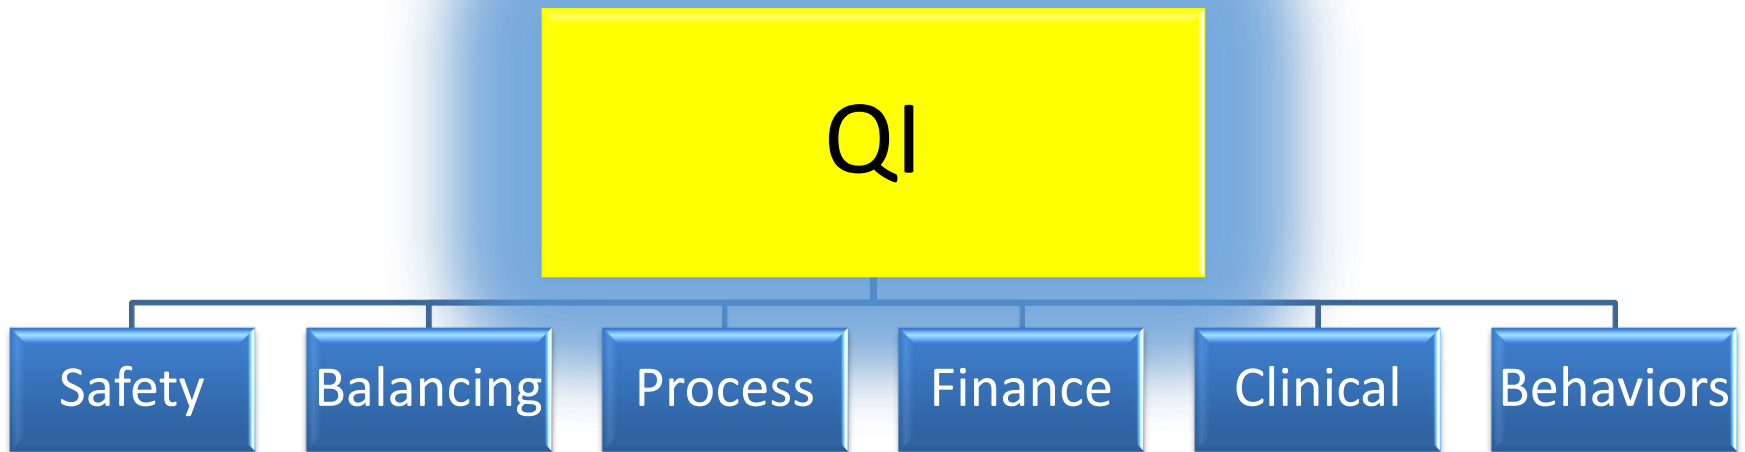 QI
Safety
Balancing
Process
Finance
Clinical
Behaviors